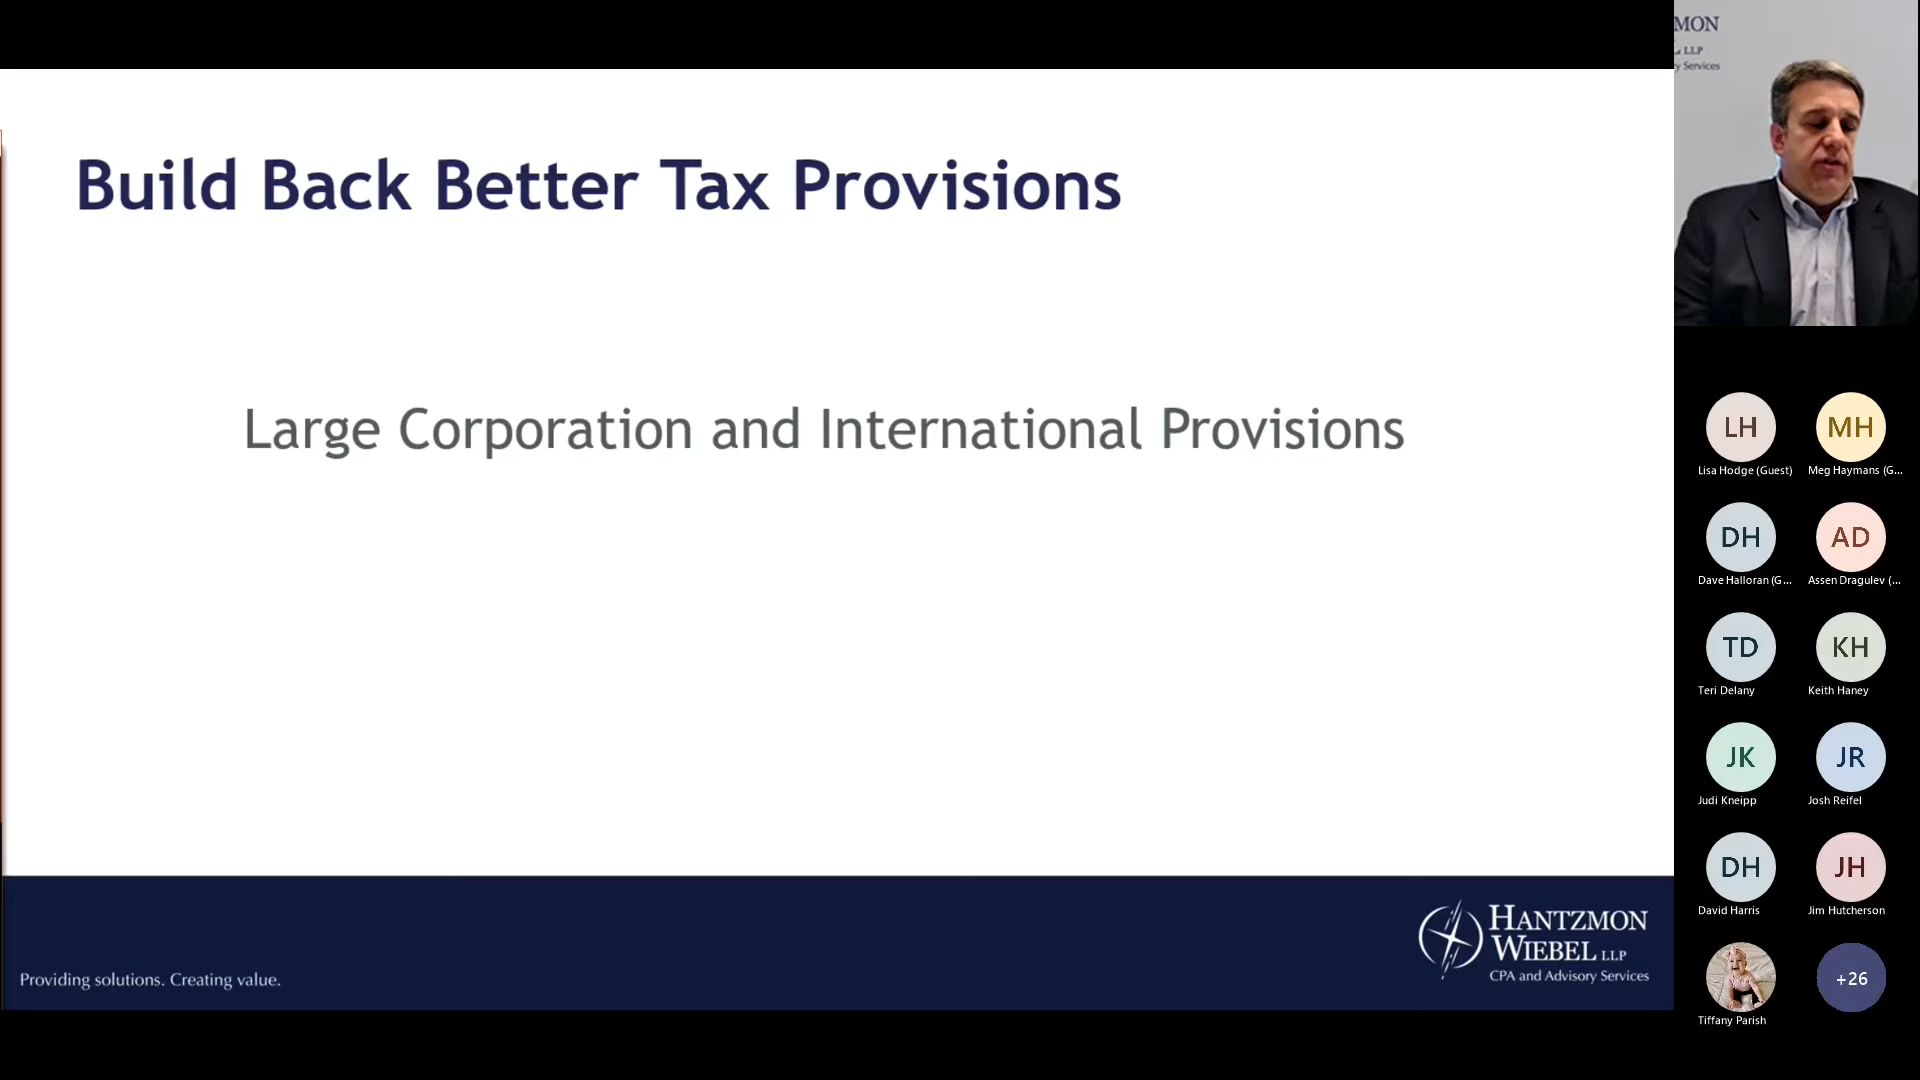 Build Back Better Tax Provisions
Large Corporation and International Provisions
Providing solutions. Creating value.
HANTZMON
WIEBEL LLP
CPA and Advisory Services
MON
LLP
y Services
LH
MH
Lisa Hodge (Guest)
Meg Haymans (G...
DH
AD
Dave Halloran (G...
Assen Dragulev (...
TD
KH
Teri Delany
Keith Haney
JK
JR
Judi Kneipp
Josh Reifel
DH
JH
David Harris
Jim Hutcherson
+26
Tiffany Parish